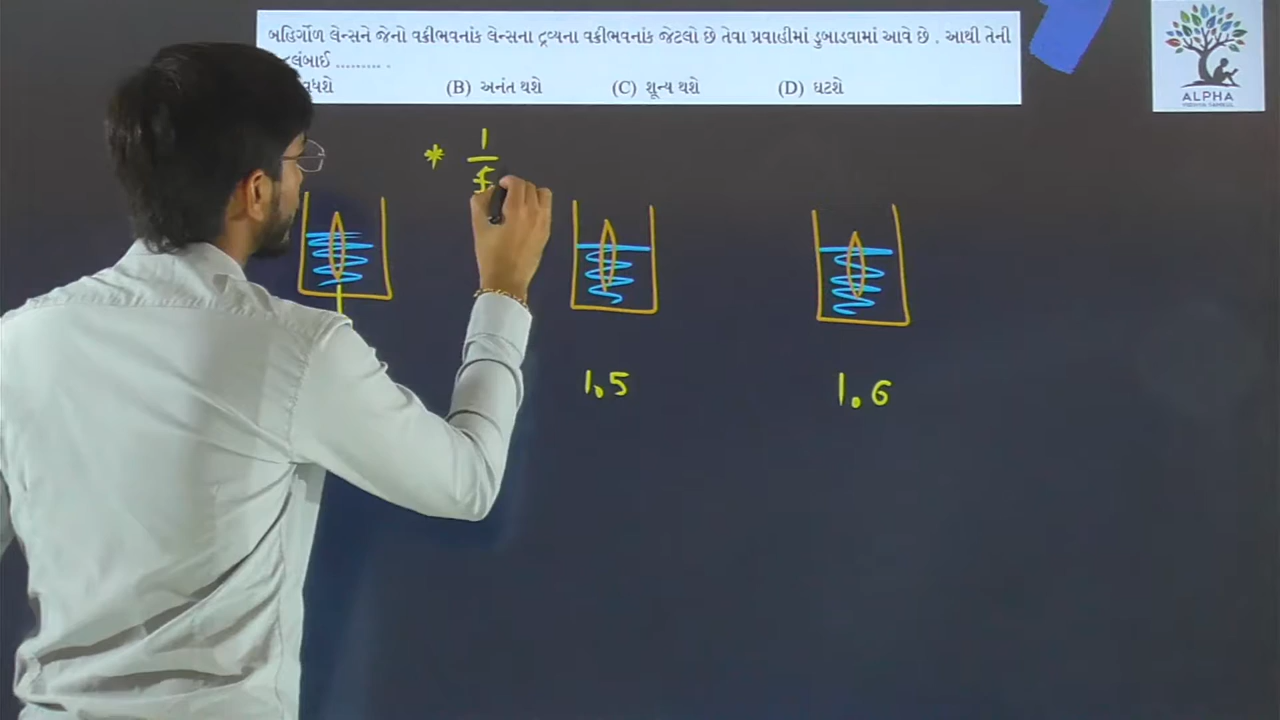 બહિર્ગોળ લેન્સને જેનો વક્રીભવનાંક લેન્સના દ્રવ્યના વક્રીભવનાંક જેટલો છે તેવા પ્રવાહીમાં ડુબાડવામાં આવે છે . આથી તેની
લંબાઈ ......... .
વધશે (B) અનંત થશે (C) શૂન્ય થશે (D) ઘટશે
ALPHA
* 1
f
1.5 1.6